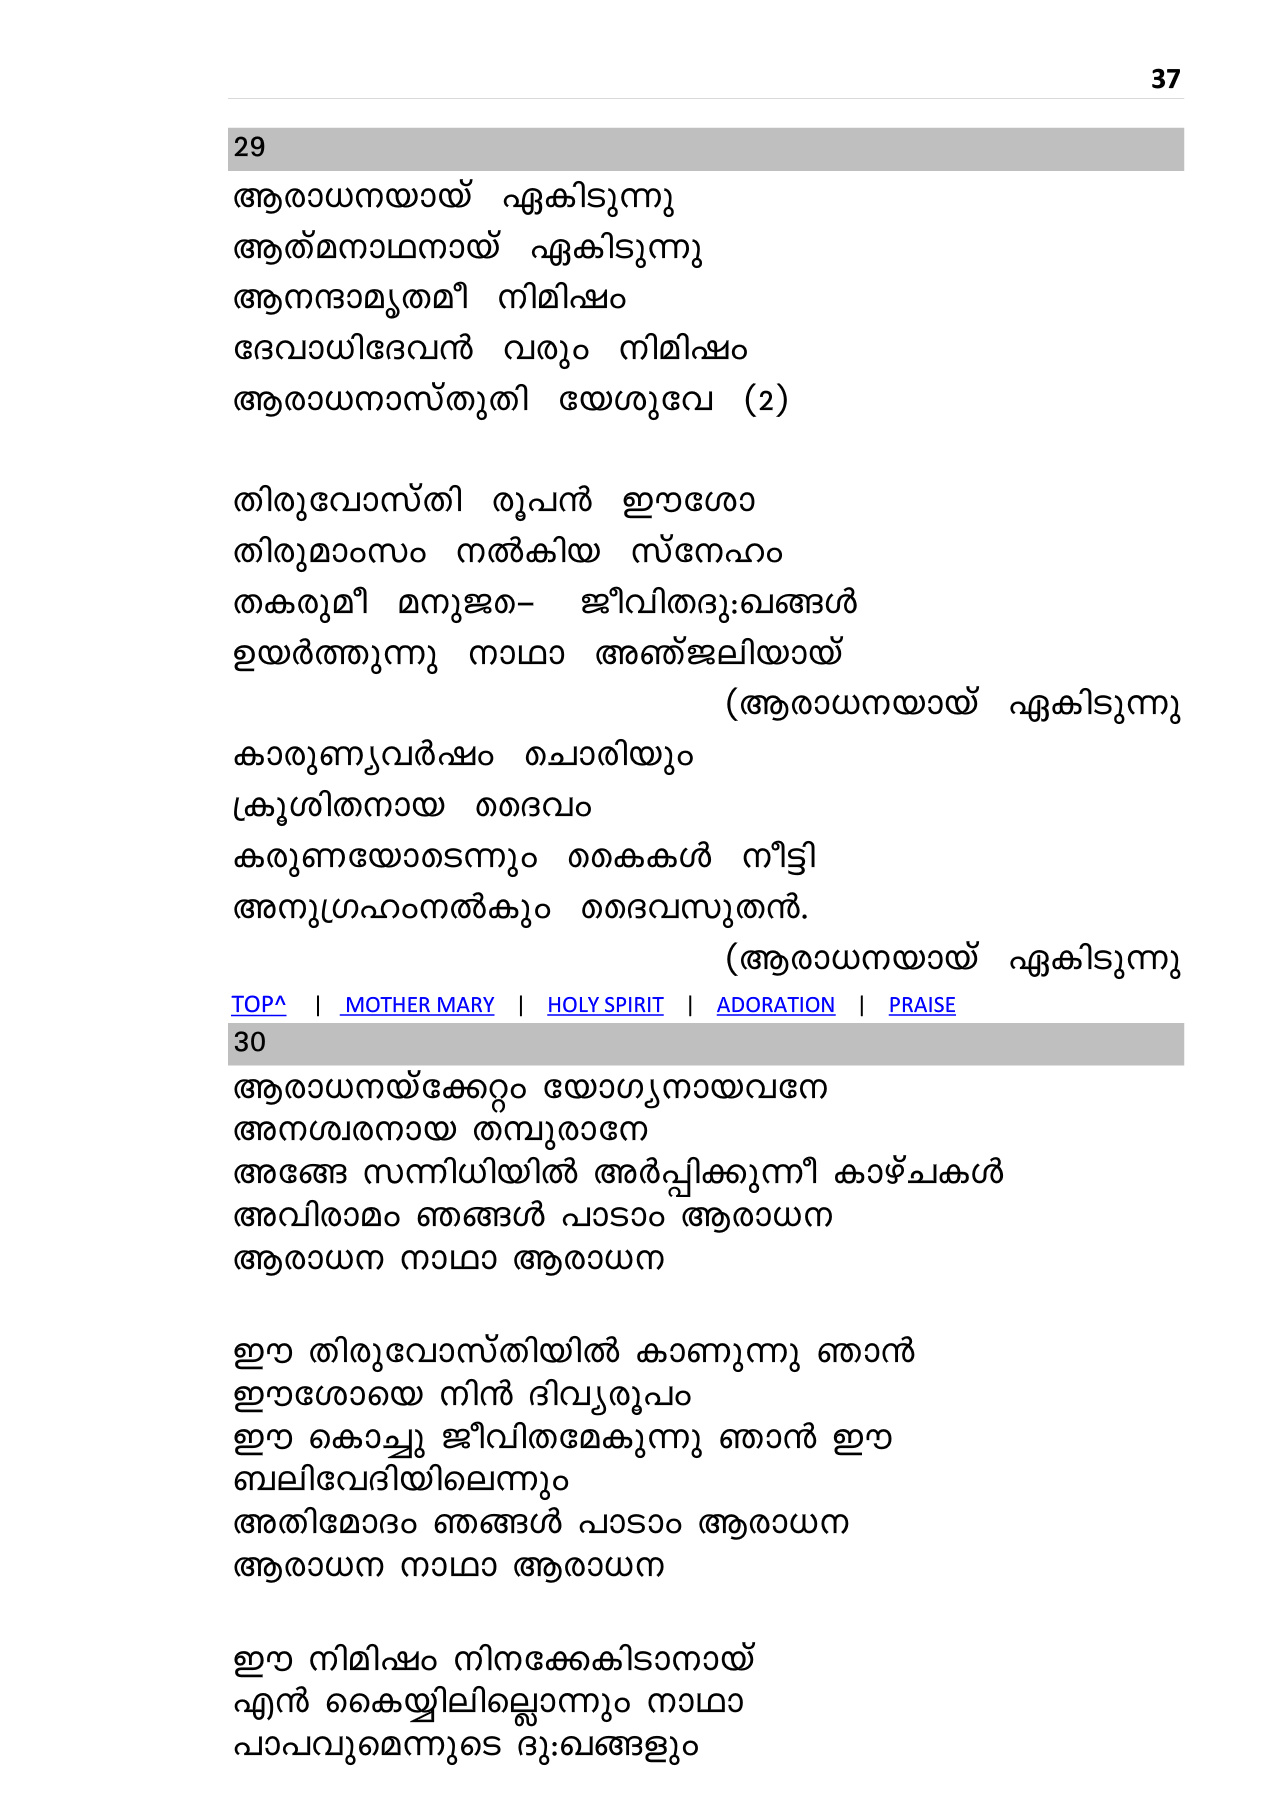 37
29
ആരാധനയായ് ഏകിടുന്നു
ആത്മനാഥനായ് ഏകിടുന്നു
ആനന്ദാമൃതമീ നിമിഷം
ദേവാധിദേവൻ വരും നിമിഷം
ആരാധനാസ്തുതി യേശുവേ (2)
തിരുവോസ്തി രൂപൻ ഈശോ
തിരുമാംസം നൽകിയ സ്നേഹം
തകരുമീ മനുജെ– ജീവിതദു:ഖങ്ങൾ
ഉയർത്തുന്നു നാഥാ അഞ്ജലിയായ്
(ആരാധനയായ് ഏകിടുന്നു
കാരുണ്യവർഷം ചൊരിയും
ക്രൂശിതനായ ദൈവം
കരുണയോടെന്നും കൈകൾ നീട്ടി
അനുഗ്രഹംനൽകും ദൈവസുതൻ.
(ആരാധനയായ് ഏകിടുന്നു
TOP^ | MOTHER MARY | HOLY SPIRIT | ADORATION | PRAISE
30
ആരാധനയ്ക്കേറ്റം യോഗ്യനായവനേ
അനശ്വരനായ തമ്പുരാനേ
അങ്ങേ സന്നിധിയിൽ അർപ്പിക്കുന്നീ കാഴ്ചകൾ
അവിരാമം ഞങ്ങൾ പാടാം ആരാധന
ആരാധന നാഥാ ആരാധന
ഈ തിരുവോസ്തിയിൽ കാണുന്നു ഞാൻ
ഈശോയെ നിൻ ദിവ്യരൂപം
ഈ കൊച്ചു ജീവിതമേകുന്നു ഞാൻ ഈ
ബലിവേദിയിലെന്നും
അതിമോദം ഞങ്ങൾ പാടാം ആരാധന
ആരാധന നാഥാ ആരാധന
ഈ നിമിഷം നിനക്കേകിടാനായ്
എൻ കൈയ്യിലില്ലൊന്നും നാഥാ
പാപവുമെന്നുടെ ദു:ഖങ്ങളും